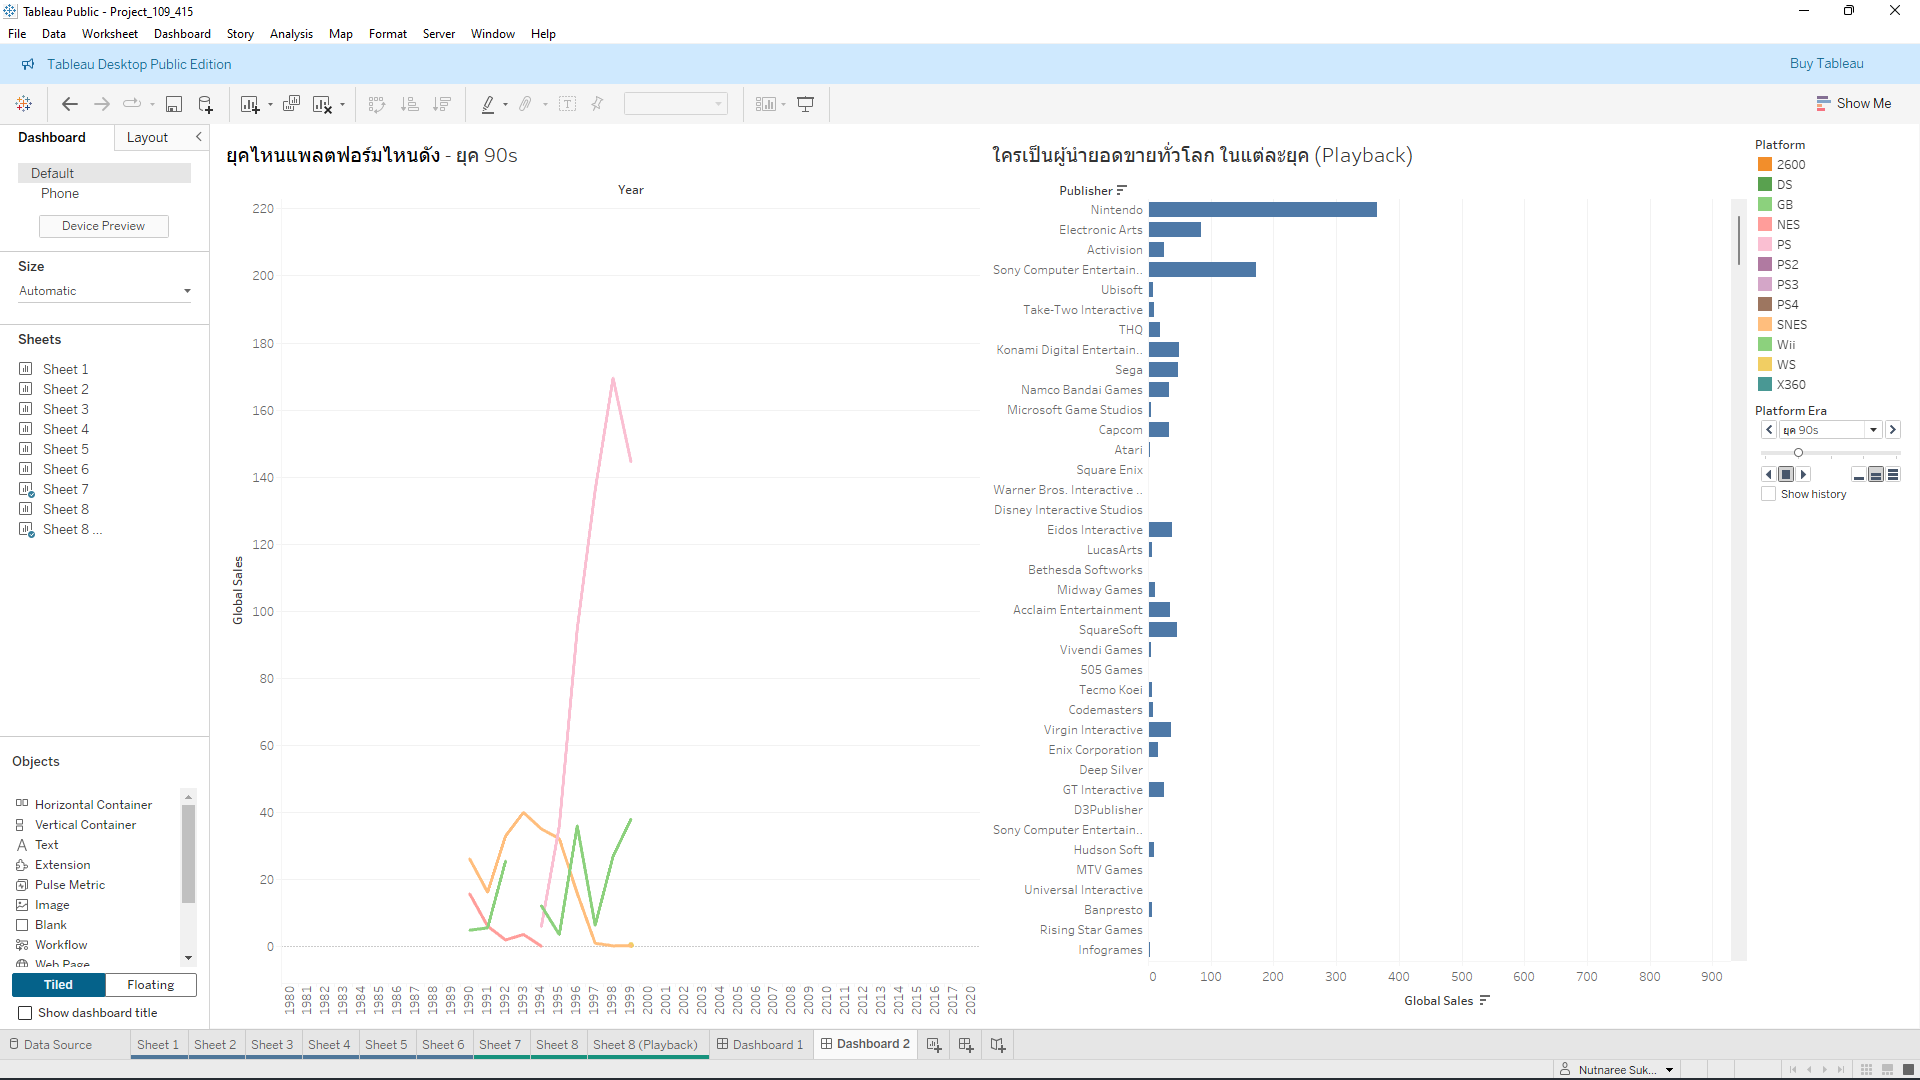 Tableau Public - Project_109_415
File Data Worksheet Dashboard Story Analysis Map Format Server Window Help
Tableau Desktop Public Edition
Buy Tableau
Show Me
Dashboard
Layout
Default
Phone
Device Preview
Size
Automatic
Sheets
Sheet 1
Sheet 2
Sheet 3
Sheet 4
Sheet 5
Sheet 6
Sheet 7
Sheet 8
Sheet 8 ...
Objects
Horizontal Container
Vertical Container
Text
Extension
Pulse Metric
Image
Blank
Workflow
Web Page
Tiled
Floating
Show dashboard title
ยุคไหนแพลตฟอร์มไหนดัง - ยุค 90s
Year
220
200
180
160
140
120
100
80
60
40
20
0
Global Sales
1980 1981 1982 1983 1984 1985 1986 1987 1988 1989 1990 1991 1992 1993 1994 1995 1996 1997 1998 1999 2000 2001 2002 2003 2004 2005 2006 2007 2008 2009 2010 2011 2012 2013 2014 2015 2016 2017 2020
ใครเป็นผู้นำยอดขายทั่วโลก ในแต่ละยุค (Playback)
Publisher
Nintendo
Electronic Arts
Activision
Sony Computer Entertain..
Ubisoft
Take-Two Interactive
THQ
Konami Digital Entertain..
Sega
Namco Bandai Games
Microsoft Game Studios
Capcom
Atari
Square Enix
Warner Bros. Interactive ..
Disney Interactive Studios
Eidos Interactive
LucasArts
Bethesda Softworks
Midway Games
Acclaim Entertainment
SquareSoft
Vivendi Games
505 Games
Tecmo Koei
Codemasters
Virgin Interactive
Enix Corporation
Deep Silver
GT Interactive
D3Publisher
Sony Computer Entertain..
Hudson Soft
MTV Games
Universal Interactive
Banpresto
Rising Star Games
Infogrames
0 100 200 300 400 500 600 700 800 900
Global Sales
Platform
2600
DS
GB
NES
PS
PS2
PS3
PS4
SNES
Wii
WS
X360
Platform Era
ยุค 90s
Show history
Data Source
Sheet 1
Sheet 2
Sheet 3
Sheet 4
Sheet 5
Sheet 6
Sheet 7
Sheet 8
Sheet 8 (Playback)
Dashboard 1
Dashboard 2
Nutnaree Suk...